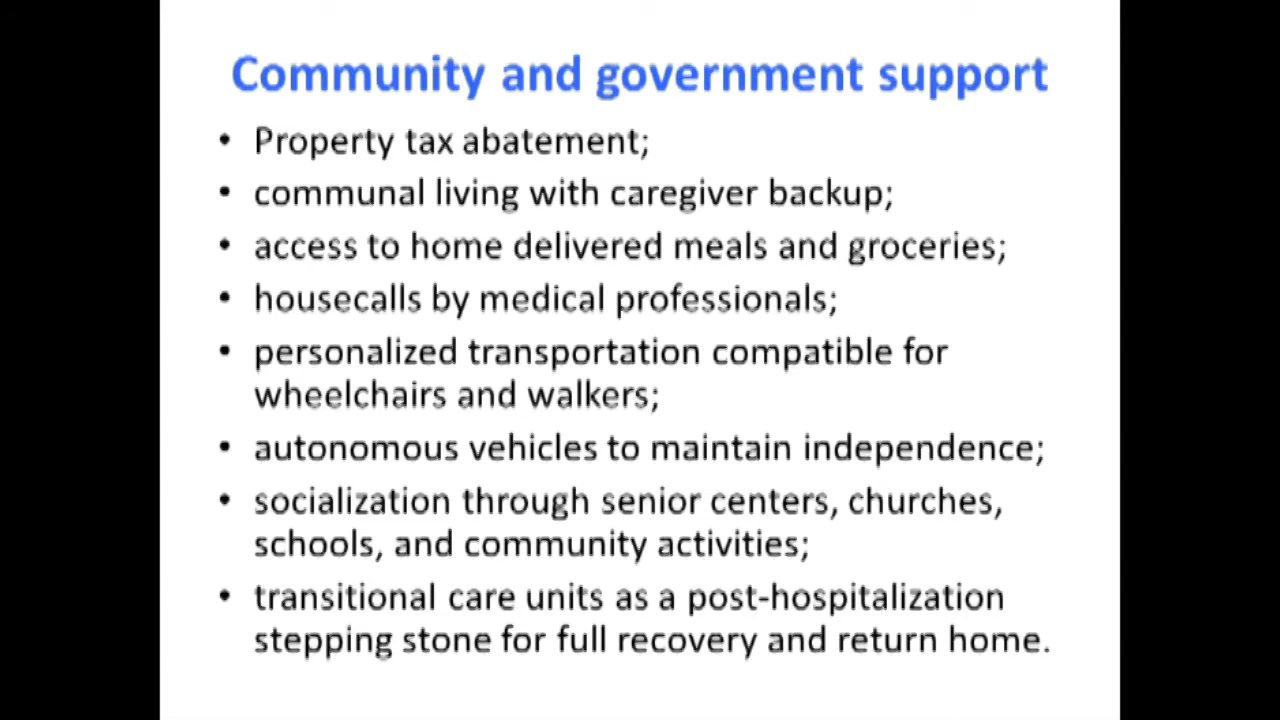 Community and government support
• Property tax abatement;
• communal living with caregiver backup;
• access to home delivered meals and groceries;
• housecalls by medical professionals;
• personalized transportation compatible for
wheelchairs and walkers;
• autonomous vehicles to maintain independence;
• socialization through senior centers, churches,
schools, and community activities;
• transitional care units as a post-hospitalization
stepping stone for full recovery and return home.